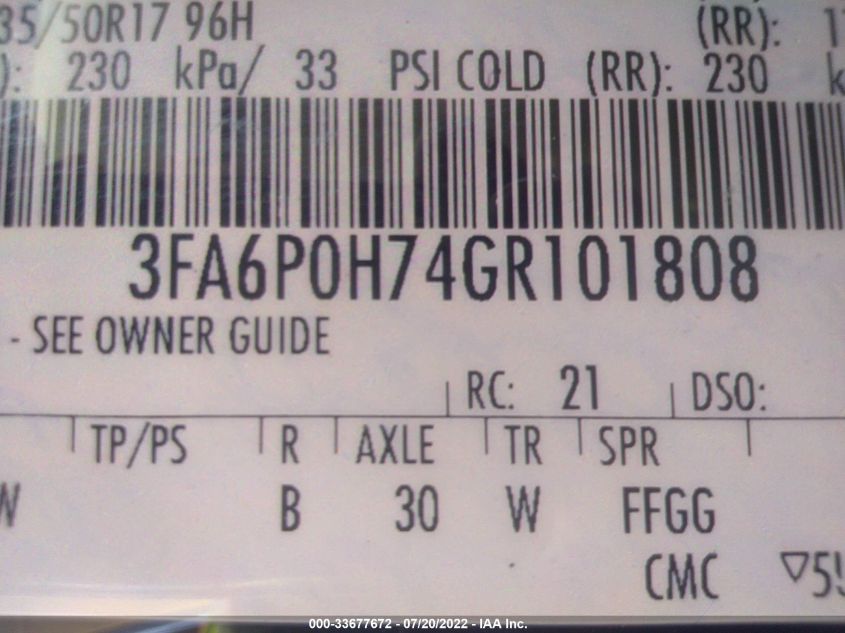 35/50R17 96H (RR):
): 230 kPa/ 33 PSI COLD (RR): 230 k
3FA6P0H74GR101808
- SEE OWNER GUIDE
RC: 21 DSO:
TP/PS R AXLE TR SPR
W B 30 W FFGG
CMC ▽5
000-33677672 - 07/20/2022 - IAA Inc.